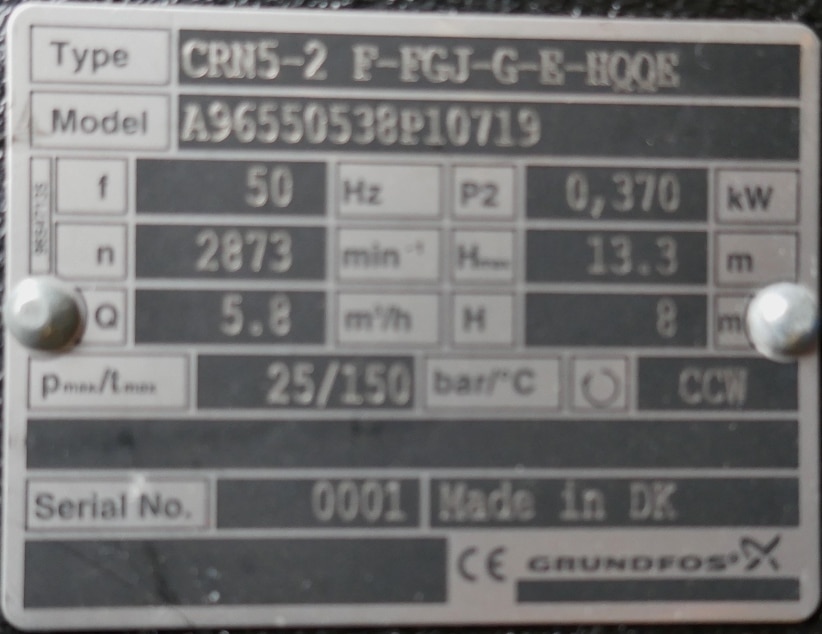 Type CRN5-2 F-FGJ-G-E-HQQE
Model A96550538P10719
f 50 Hz P2 0,370 kW
n 2873 min⁻¹ Hmax 13.3 m
Q 5.8 m³/h H 8 m
pmax/tmax 25/150 bar/°C CCW
Serial No. 0001 Made in DK
CE GRUNDFOS